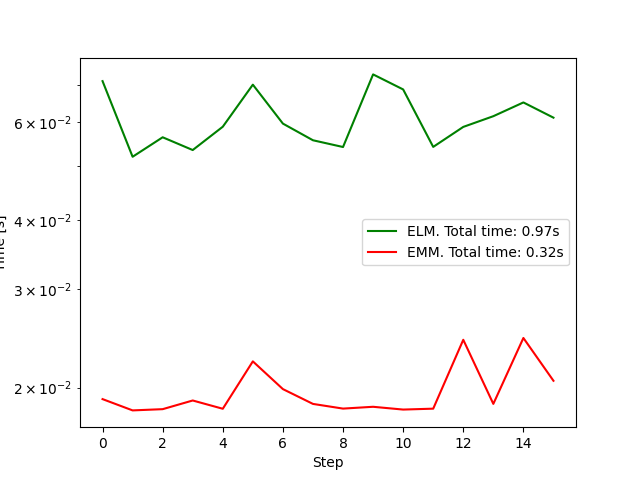 6 × 10⁻²
4 × 10⁻²
3 × 10⁻²
2 × 10⁻²
ELM. Total time: 0.97s
EMM. Total time: 0.32s
0 2 4 6 8 10 12 14
Step